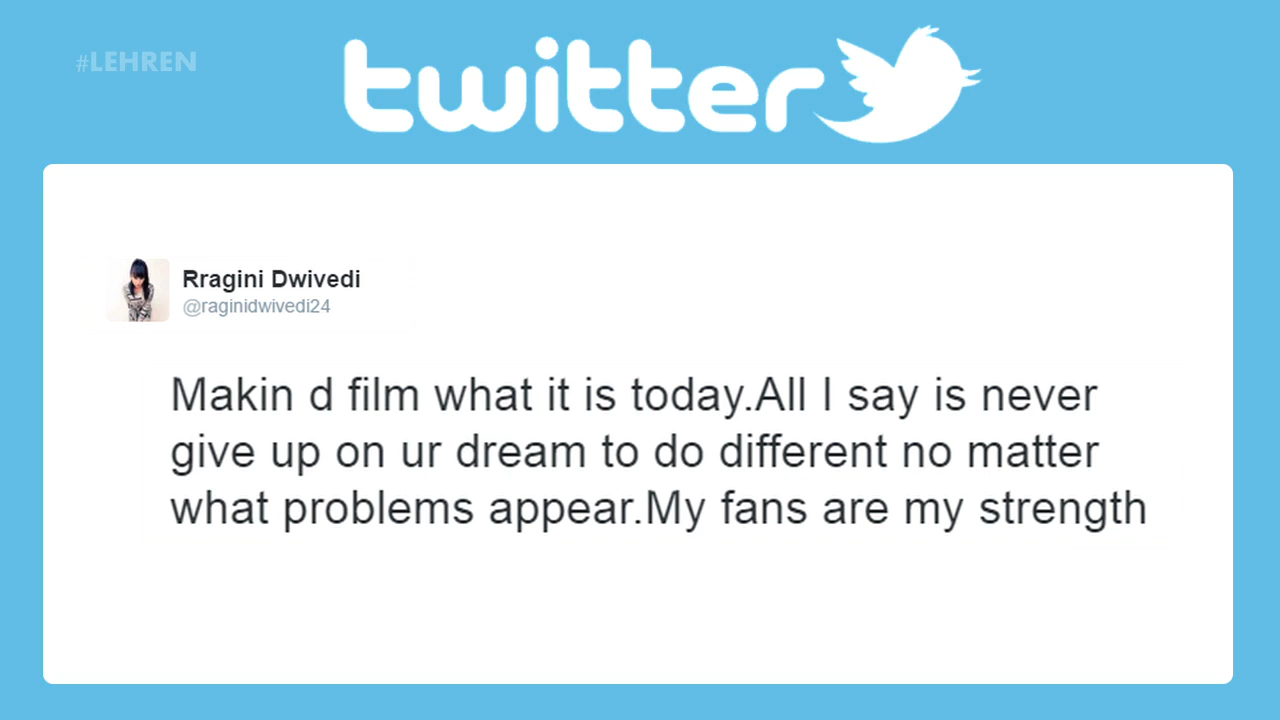 #LEHREN
twitter
Rragini Dwivedi
@raginidwivedi24
Makin d film what it is today.All I say is never
give up on ur dream to do different no matter
what problems appear.My fans are my strength